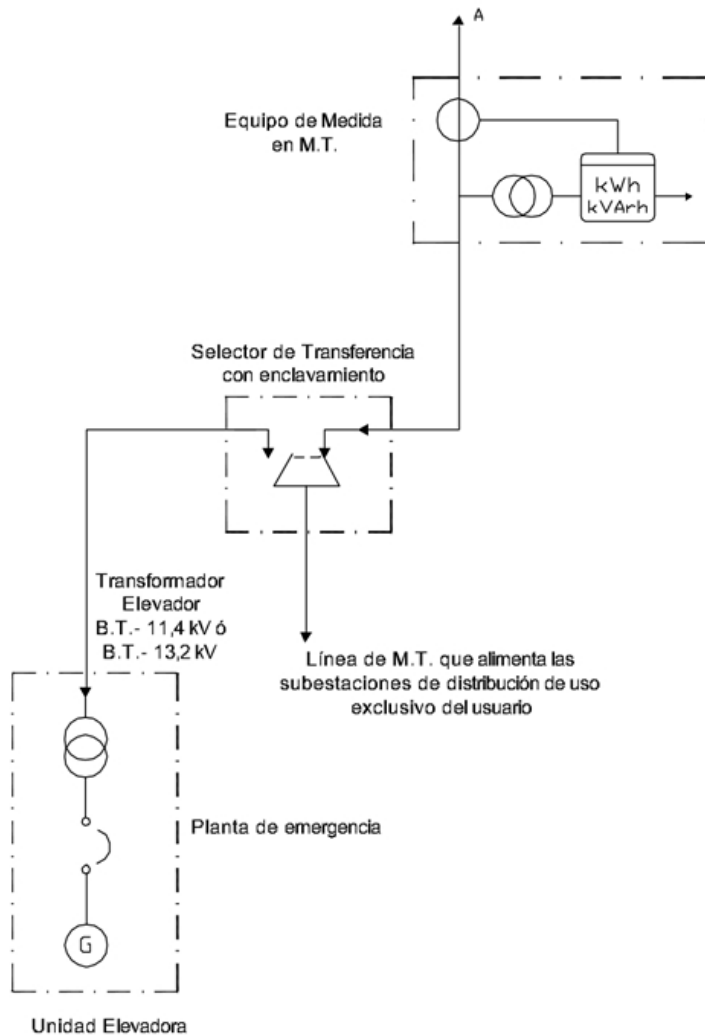 A
Equipo de Medida
en M.T.
kWh
kVArh
Selector de Transferencia
con enclavamiento
Transformador
Elevador
B.T.- 11,4 kV ó
B.T.- 13,2 kV
Línea de M.T. que alimenta las
subestaciones de distribución de uso
exclusivo del usuario
Planta de emergencia
G
Unidad Elevadora